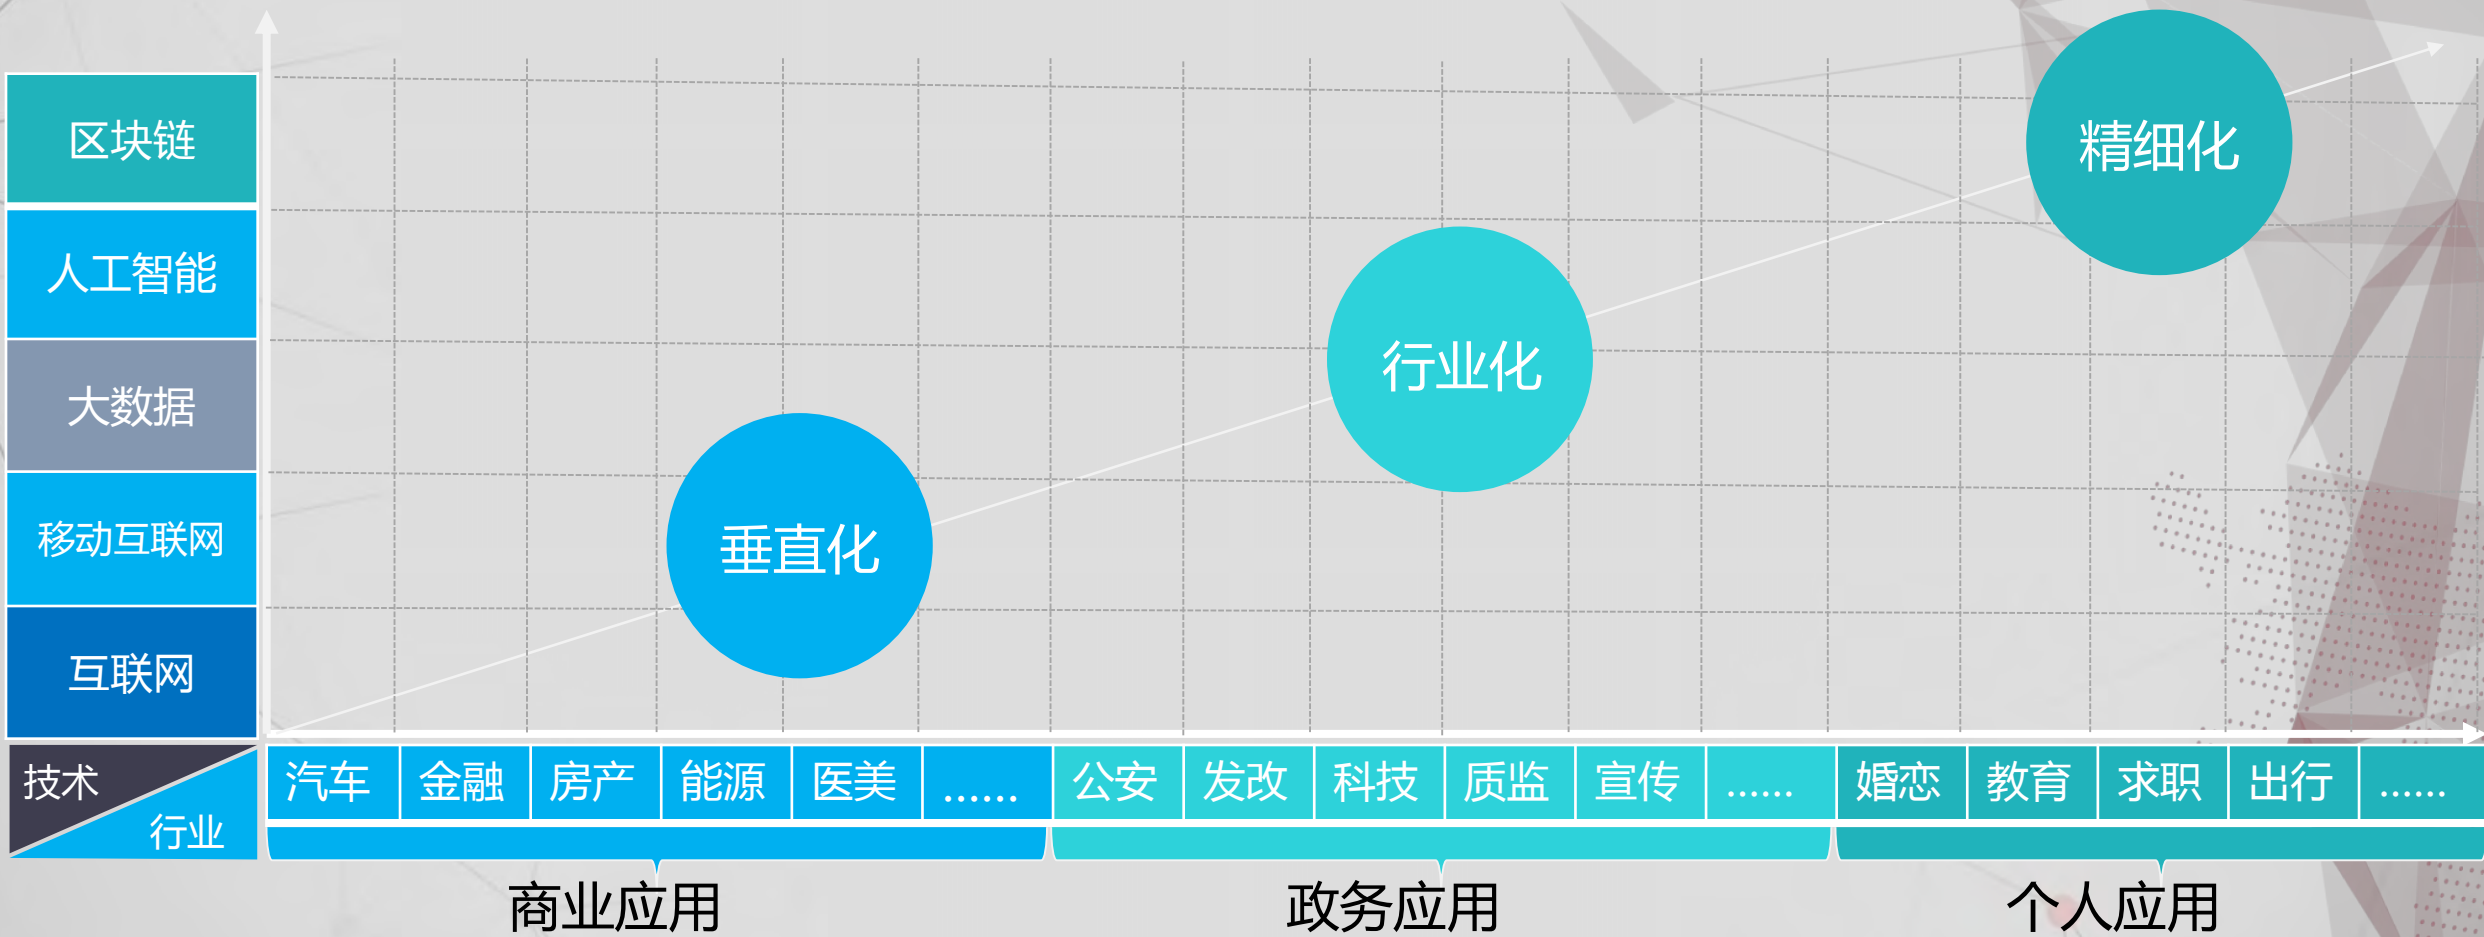 区块链
精细化
人工智能
行业化
大数据
移动互联网
垂直化
互联网
技术
行业
汽车 金融 房产 能源 医美 ...... 公安 发改 科技 质监 宣传 ...... 婚恋 教育 求职 出行 ......
商业应用 政务应用 个人应用